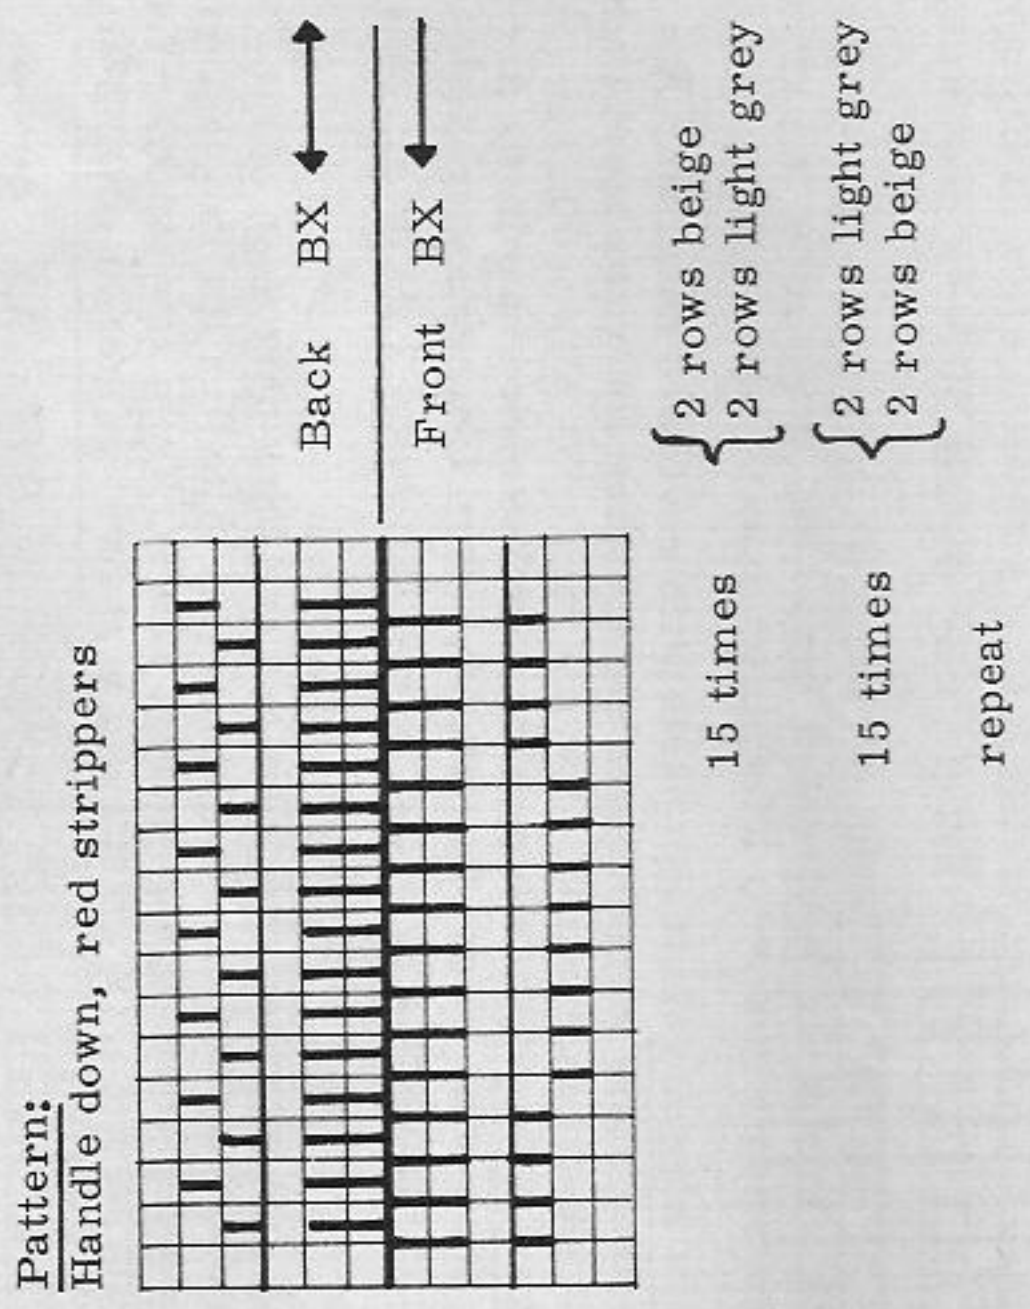 Pattern:
Handle down, red strippers
Back BX
Front BX
15 times { 2 rows beige
2 rows light grey
15 times { 2 rows light grey
2 rows beige
repeat